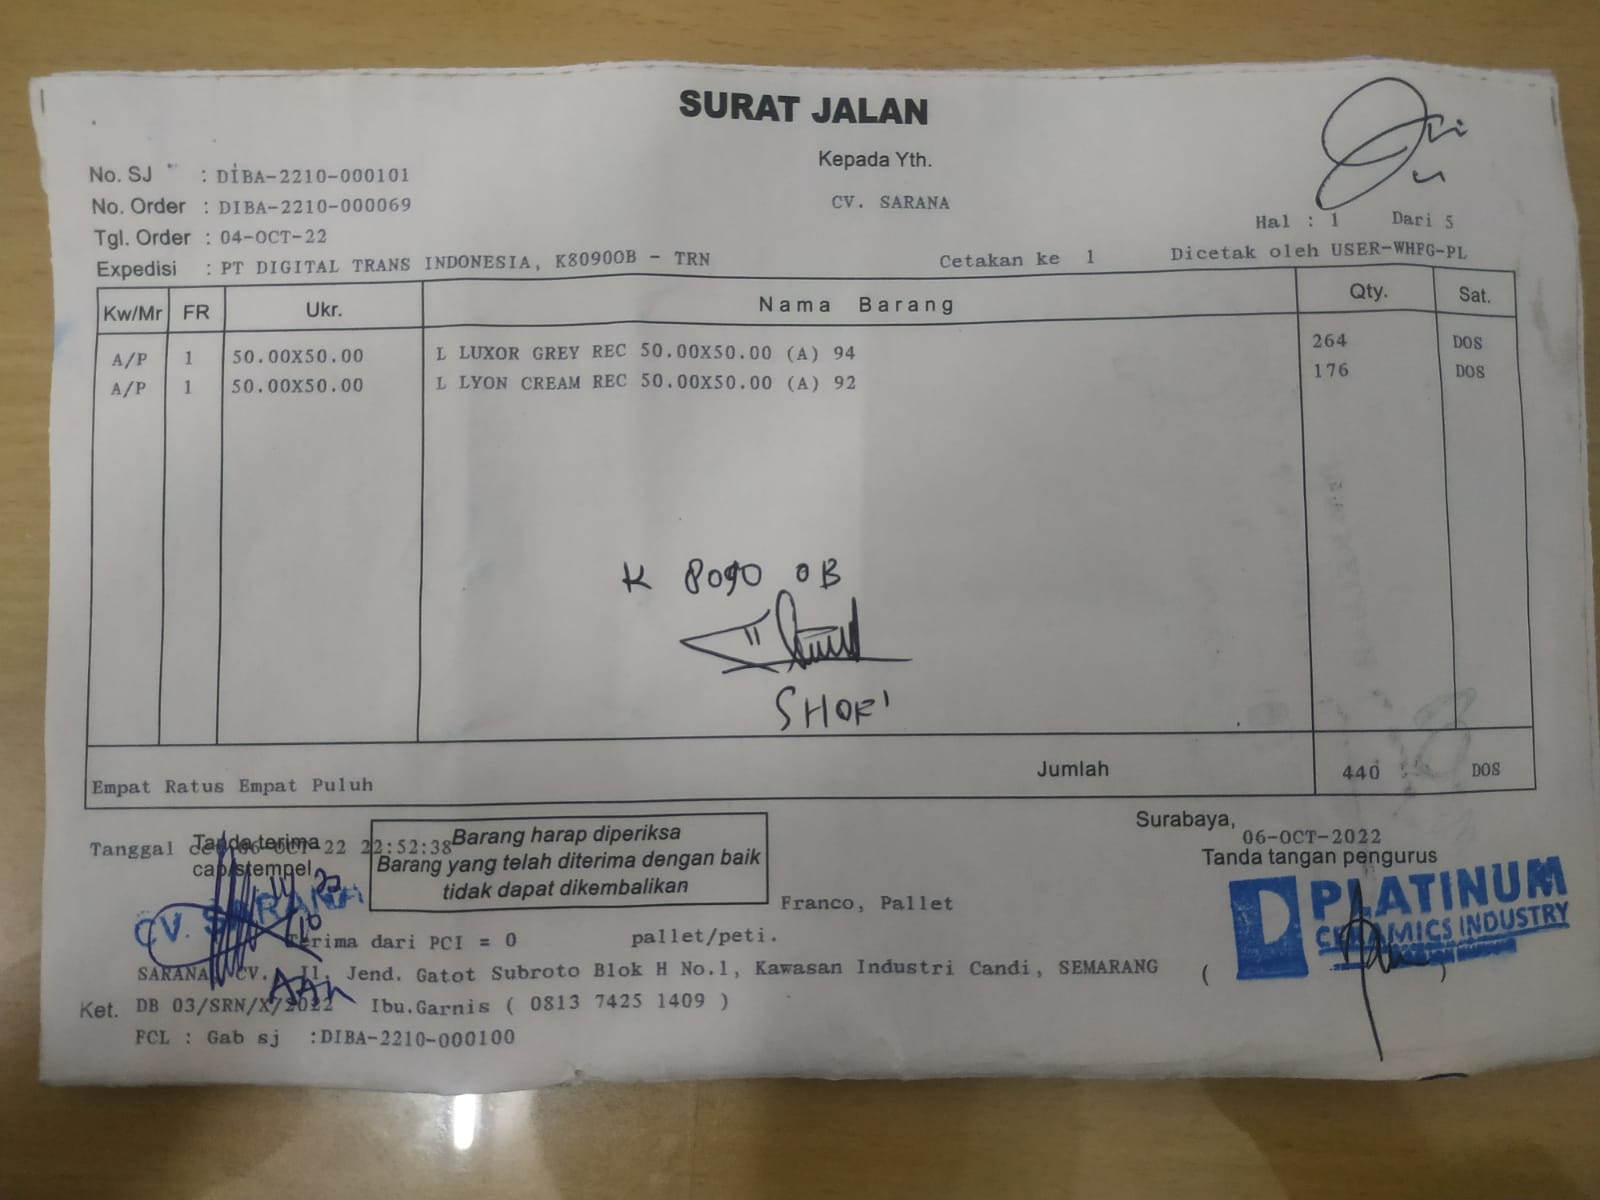 SURAT JALAN
Kepada Yth.
CV. SARANA
No. SJ : DIBA-2210-000101
No. Order : DIBA-2210-000069
Tgl. Order : 04-OCT-22
Expedisi : PT DIGITAL TRANS INDONESIA, K80900B - TRN
Hal : 1 Dari 5
Cetakan ke 1 Dicetak oleh USER-WHFG-PL
Kw/Mr FR Ukr. Nama Barang Qty. Sat.
A/P 1 50.00X50.00 L LUXOR GREY REC 50.00X50.00 (A) 94 264 DOS
A/P 1 50.00X50.00 L LYON CREAM REC 50.00X50.00 (A) 92 176 DOS
K 8090 0B
SHOFI
Empat Ratus Empat Puluh Jumlah 440 DOS
Tanggal 06-OCT-22 22:52:38
Tanda terima
cap/stempel
CV. SARANA
Barang harap diperiksa
Barang yang telah diterima dengan baik
tidak dapat dikembalikan
Surabaya,
06-OCT-2022
Tanda tangan pengurus
PLATINUM
CERAMICS INDUSTRY
Franco, Pallet
Terima dari PCI = 0 pallet/peti.
SARANA, CV. Jl. Jend. Gatot Subroto Blok H No.1, Kawasan Industri Candi, SEMARANG ( )
Ket. DB 03/SRN/X/2022 Ibu.Garnis ( 0813 7425 1409 )
FCL : Gab sj :DIBA-2210-000100